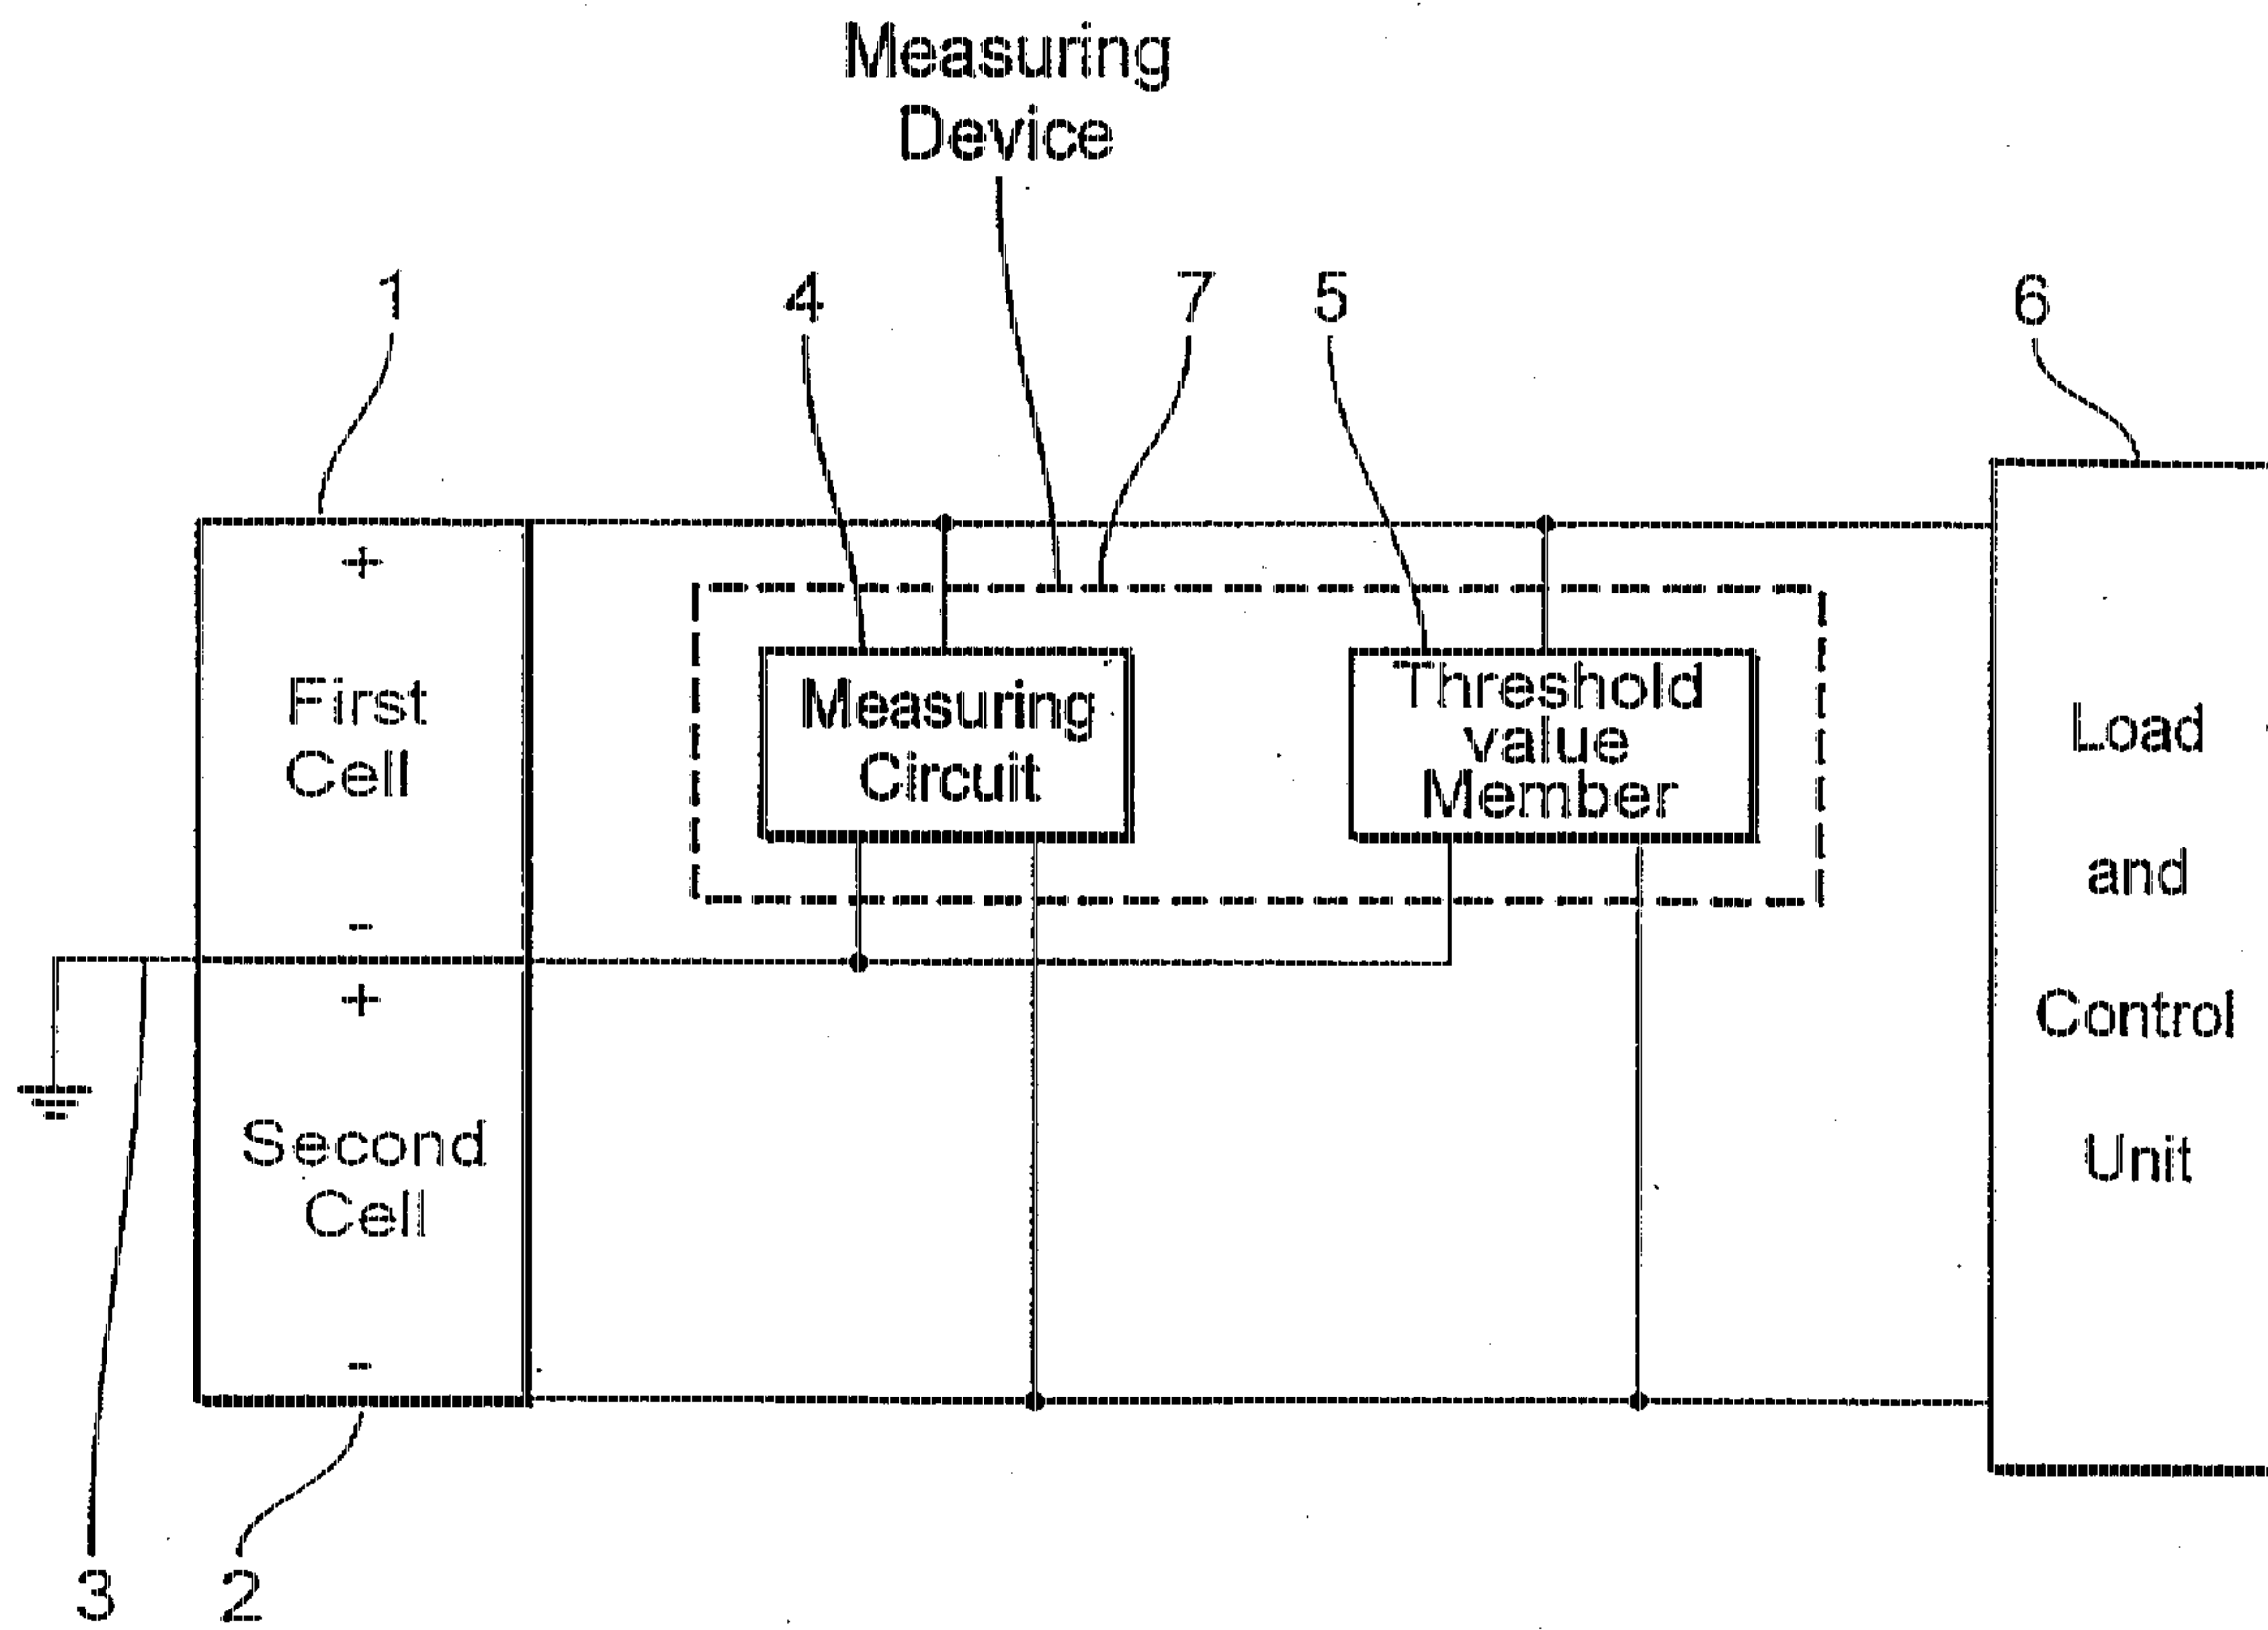 Measuring
Device
1
4
7
5
6
+
First
Cell
-
Measuring
Circuit
Threshold
value
Member
Load
and
Control
Unit
+
Second
Cell
-
3
2